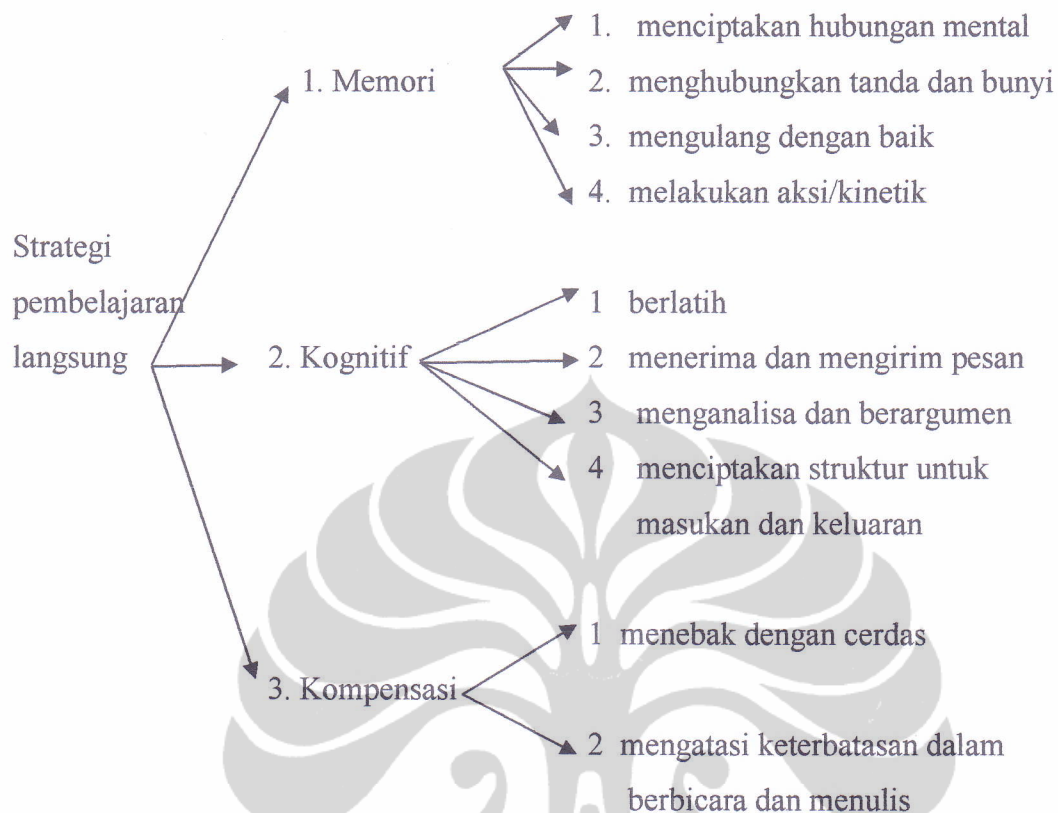 1. menciptakan hubungan mental
1. Memori
2. menghubungkan tanda dan bunyi
3. mengulang dengan baik
4. melakukan aksi/kinetik
Strategi
pembelajaran
langsung
1 berlatih
2. Kognitif
2 menerima dan mengirim pesan
3 menganalisa dan berargumen
4 menciptakan struktur untuk
masukan dan keluaran
1 menebak dengan cerdas
3. Kompensasi
2 mengatasi keterbatasan dalam
berbicara dan menulis